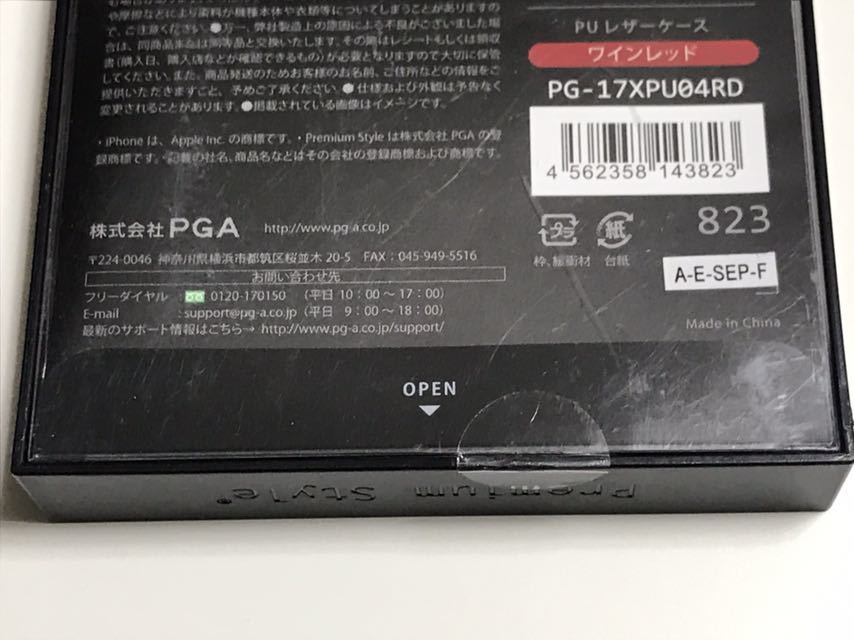 や摩擦などにより染料が機種本体や衣類等についてしまうことがありますの
で、ご注意ください。●万一、弊社製造上の原因による不良がございました場
合は、同商品または同等品と交換いたします。その際はレシートもしくは領収
書(購入日、購入店などが確認できるもの)が必要となりますので大切に保管
してください。また、商品発送のためお客様のお名前、ご住所などの情報をご
提供いただきますこと、予めご了承ください。●仕様および外観は予告なく
変更されることがあります。●掲載されている画像はイメージです。
・iPhone は、Apple Inc. の商標です。・Premium Style は株式会社 PGA の登
録商標です。・記載の社名、商品名などはその会社の登録商標および商標です。
株式会社 PGA http://www.pg-a.co.jp
〒224-0046 神奈川県横浜市都筑区桜並木 20-5 FAX : 045-949-5516
お問い合わせ先
フリーダイヤル : 0120-170150 (平日 10：00～17：00)
E-mail : support@pg-a.co.jp (平日 9：00～18：00)
最新のサポート情報はこちら→ http://www.pg-a.co.jp/support/
PU レザーケース
ワインレッド
PG-17XPU04RD
4 562358 143823
プラ 紙 823
枠、緩衝材 台紙
A-E-SEP-F
Made in China
OPEN
Premium Style®